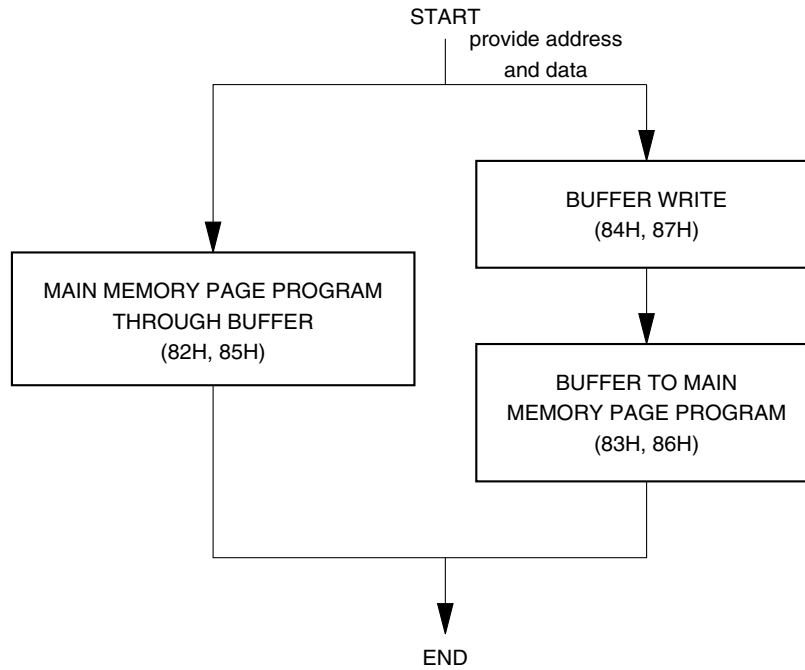 START
provide address
and data
BUFFER WRITE
(84H, 87H)
MAIN MEMORY PAGE PROGRAM
THROUGH BUFFER
(82H, 85H)
BUFFER TO MAIN
MEMORY PAGE PROGRAM
(83H, 86H)
END